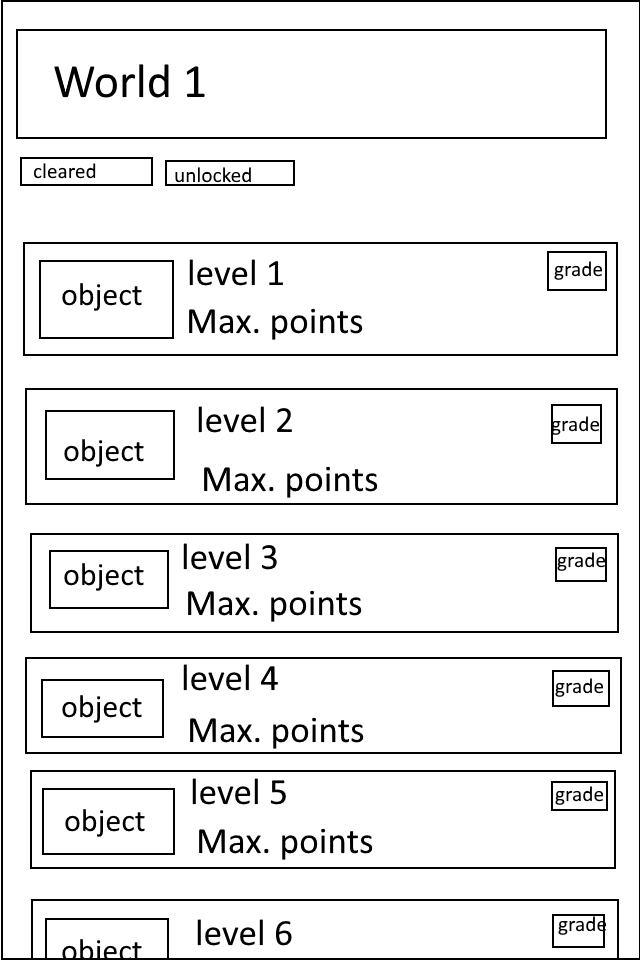 World 1
cleared
unlocked
level 1
grade
object
Max. points
level 2
grade
object
Max. points
level 3
grade
object
Max. points
level 4
grade
object
Max. points
level 5
grade
object
Max. points
level 6
grade
object